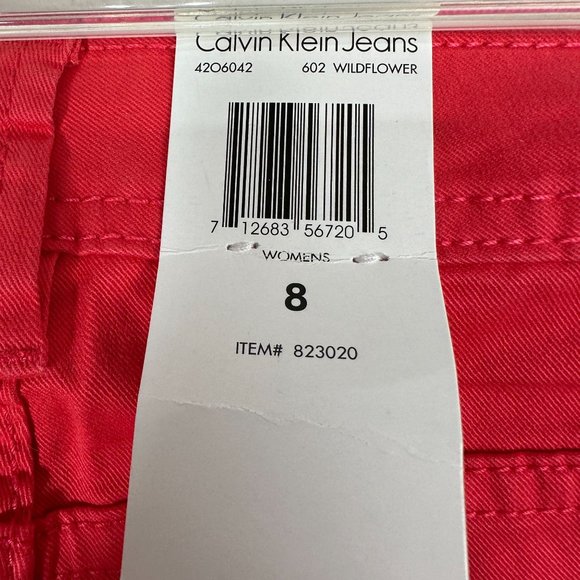 Calvin Klein Jeans
42O6042 602 WILDFLOWER
7 12683 56720 5
WOMENS
8
ITEM# 823020